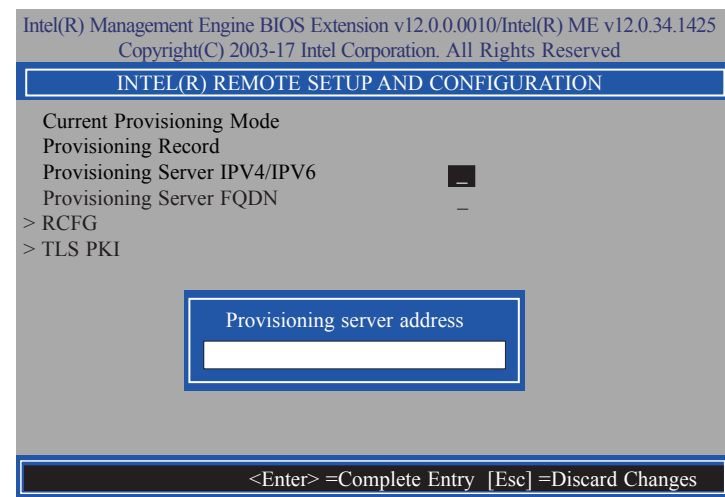 Intel(R) Management Engine BIOS Extension v12.0.0.0010/Intel(R) ME v12.0.34.1425
Copyright(C) 2003-17 Intel Corporation. All Rights Reserved
INTEL(R) REMOTE SETUP AND CONFIGURATION
Current Provisioning Mode
Provisioning Record
Provisioning Server IPV4/IPV6 _
Provisioning Server FQDN _
> RCFG
> TLS PKI
Provisioning server address
<Enter> =Complete Entry [Esc] =Discard Changes